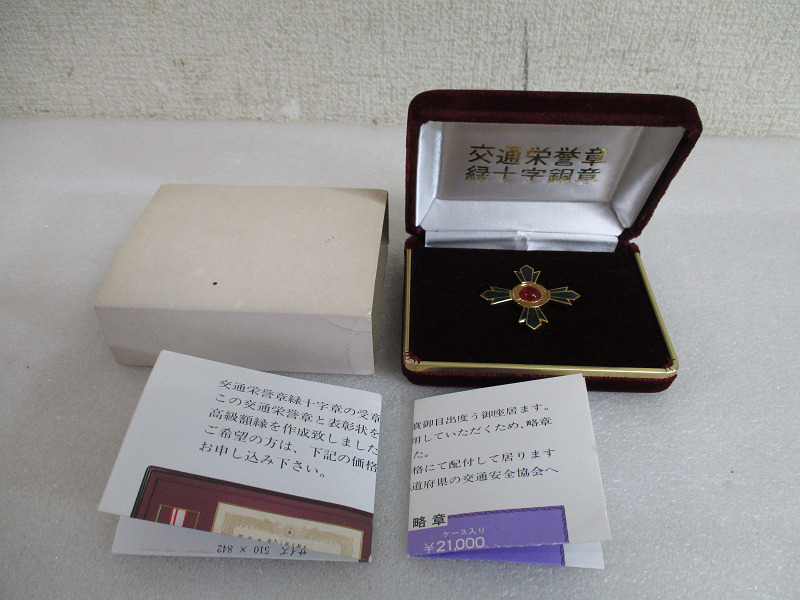 交通栄誉章
緑十字銅章
交通栄誉章緑十字章の受章
この交通栄誉章と表彰状を
高級額縁を作成致しました
ご希望の方は、下記の価格
お申し込み下さい。
サイズ 510 × 842
御目出度う御座居ます。
用していただくため、略章
た。
格にて配付して居ります
道府県の交通安全協会へ
略章
ケース入り
¥21,000